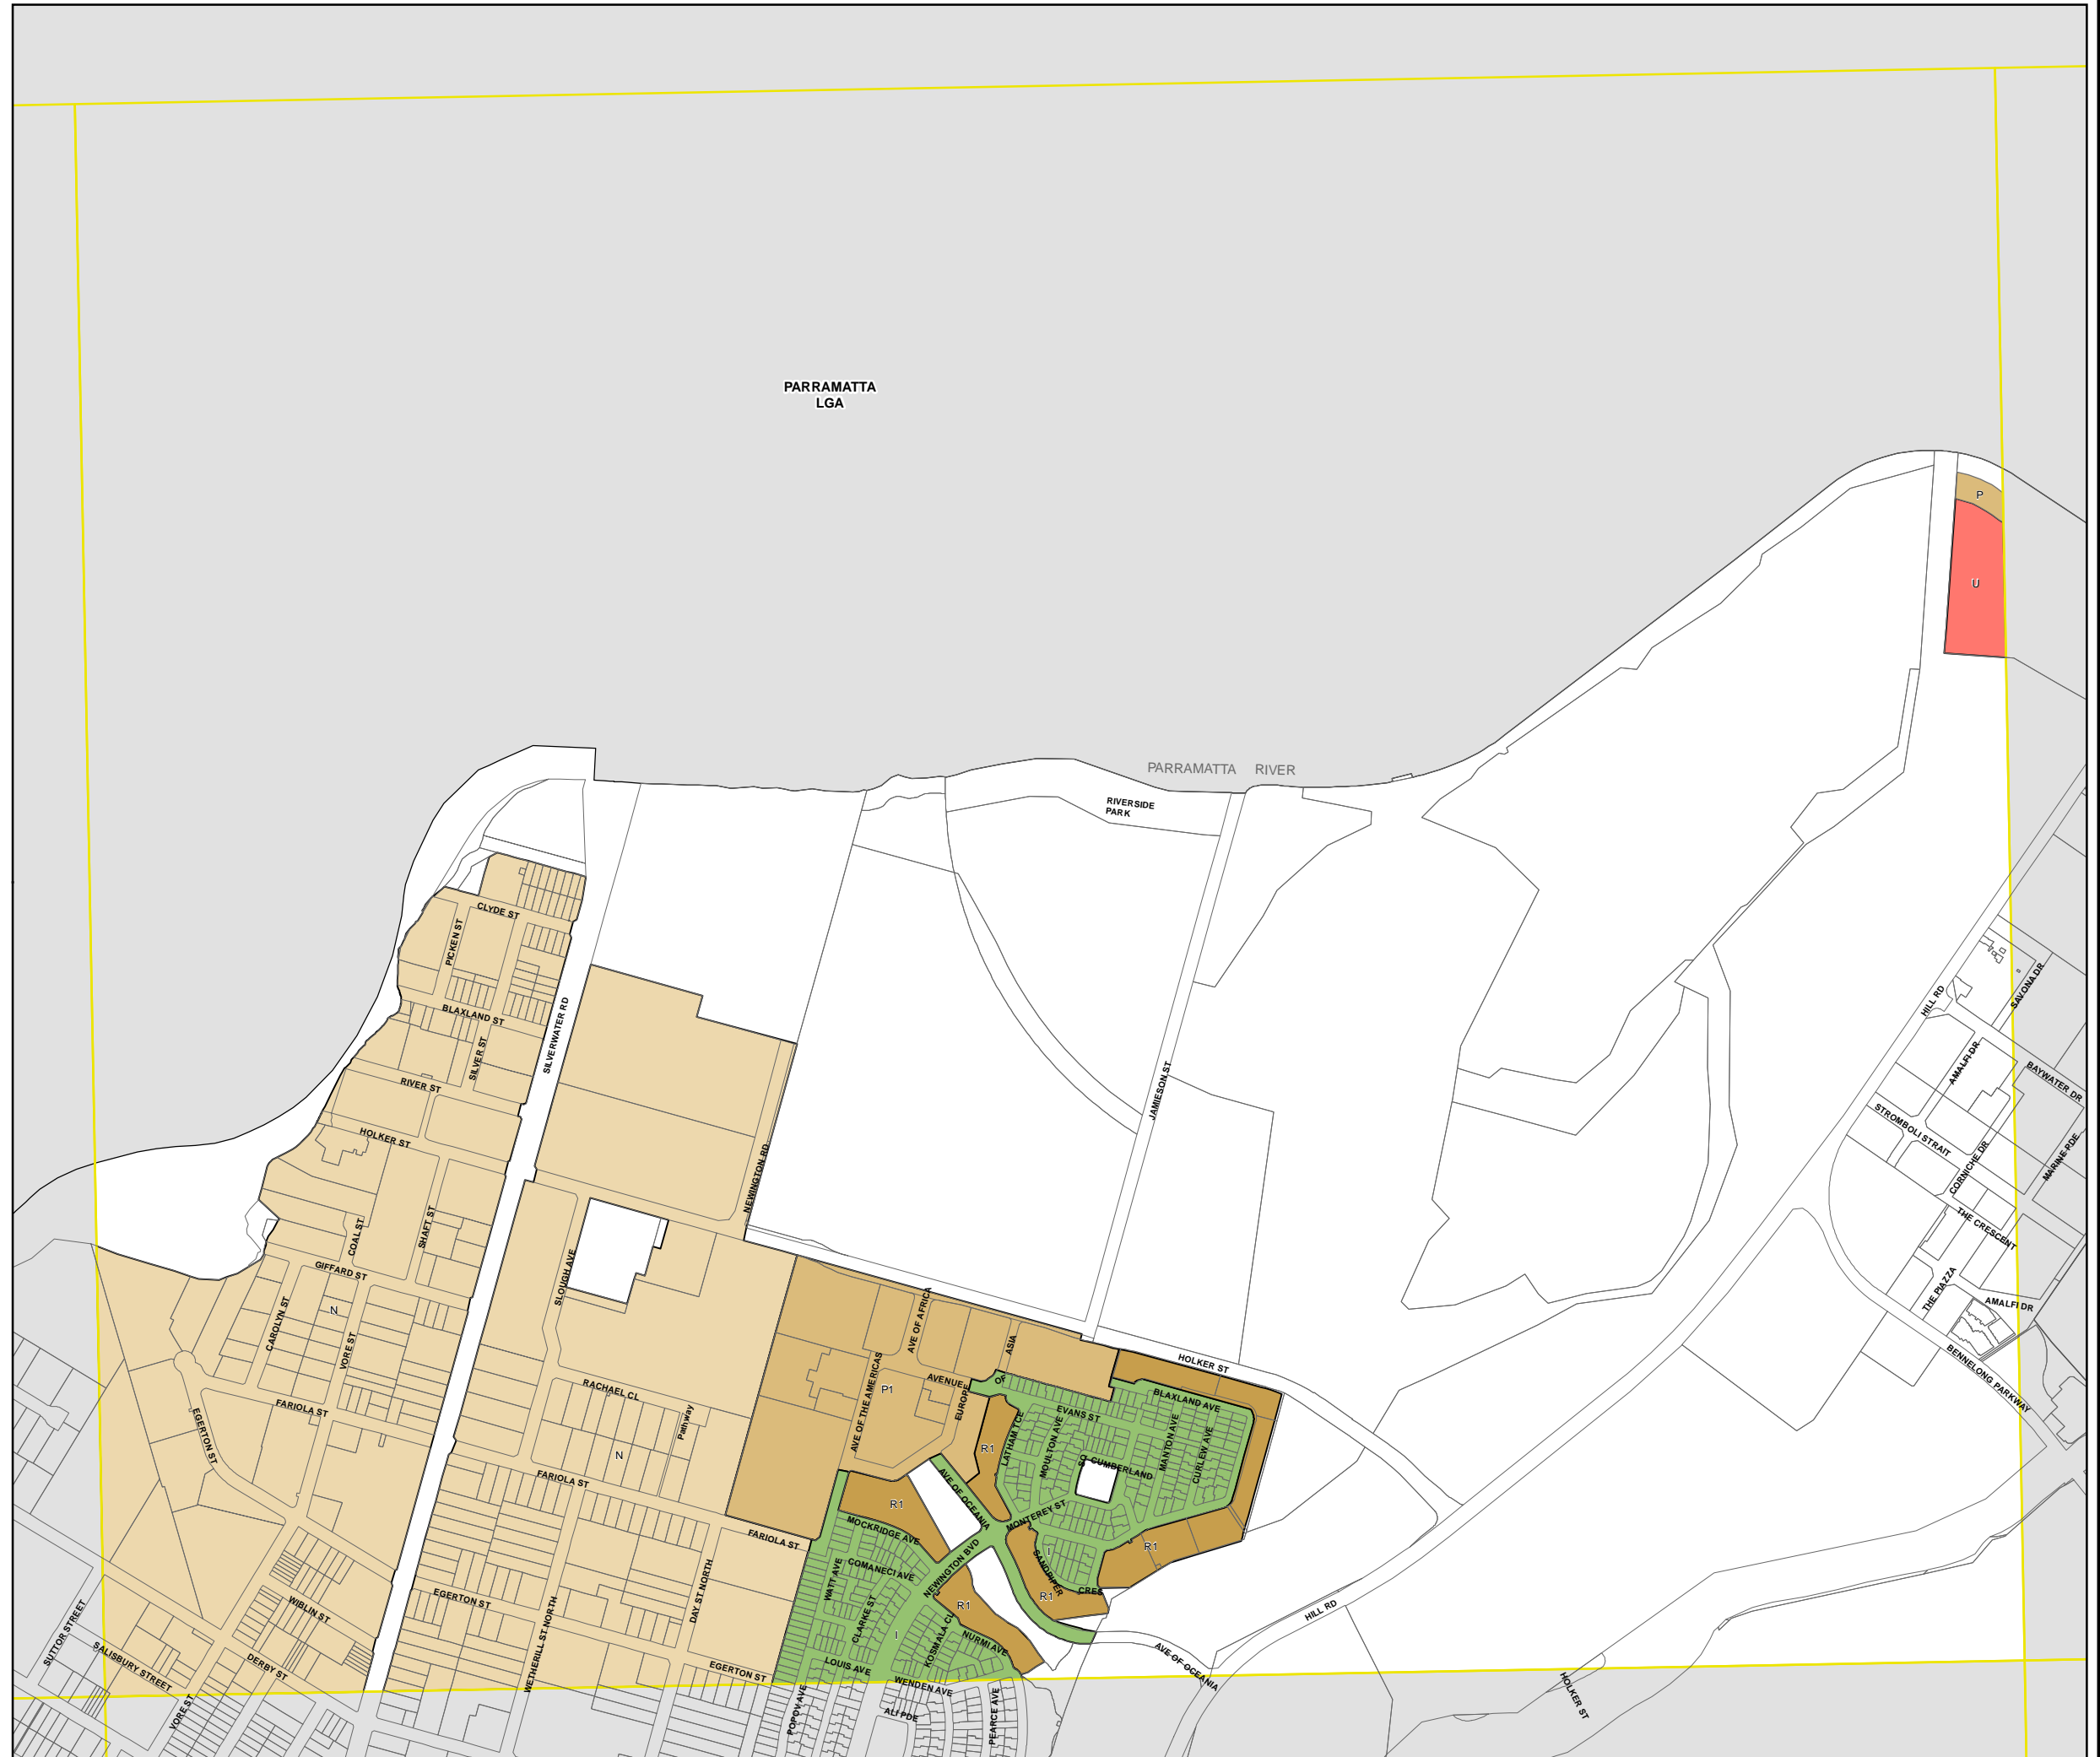 PARRAMATTA
LGA
P
U
PARRAMATTA RIVER
RIVERSIDE
PARK
CLYDE ST
PICKEN ST
BLAXLAND ST
SILVER ST
SILVERWATER RD
RIVER ST
HOLKER ST
JAMIESON ST
HILL RD
SAVONA DR
AMALFI DR
BAYWATER DR
STROMBOLI STRAIT
CORNICHE DR
MARINE PDE
THE CRESCENT
THE PIAZZA
AMALFI DR
BENNELONG PARKWAY
NEWINGTON RD
COAL ST
SHAFT ST
GIFFARD ST
SLOUGH AVE
N
CAROLYN ST
VORE ST
AVE OF AFRICA
ASIA
HOLKER ST
AVE OF THE AMERICAS
P1
AVENUE
OF
EUROPE
RACHAEL CL
BLAXLAND AVE
FARIOLA ST
EGERTON ST
Pathway
N
EVANS ST
LATHAM TCE
MOULTON AVE
MANTON AVE
CURLEW AVE
R1
CUMBERLAND
SQ
FARIOLA ST
AVE OF OCEANIA
R1
MONTEREY ST
MOCKRIDGE AVE
FARIOLA ST
NEWINGTON BVD
I
R1
SANDPIPER
CRES
R1
COMANECI AVE
WATT AVE
DAY ST NORTH
EGERTON ST
WIBLIN ST
WETHERILL ST NORTH
CLARKE ST
R1
I
KOSMALA CL
NURMI AVE
HILL RD
SUTTOR STREET
SALISBURY STREET
DERBY ST
EGERTON ST
LOUIS AVE
WENDEN AVE
AVE OF OCEANIA
HOLKER ST
VORE ST
POPOV AVE
ALI PDE
PEARCE AVE